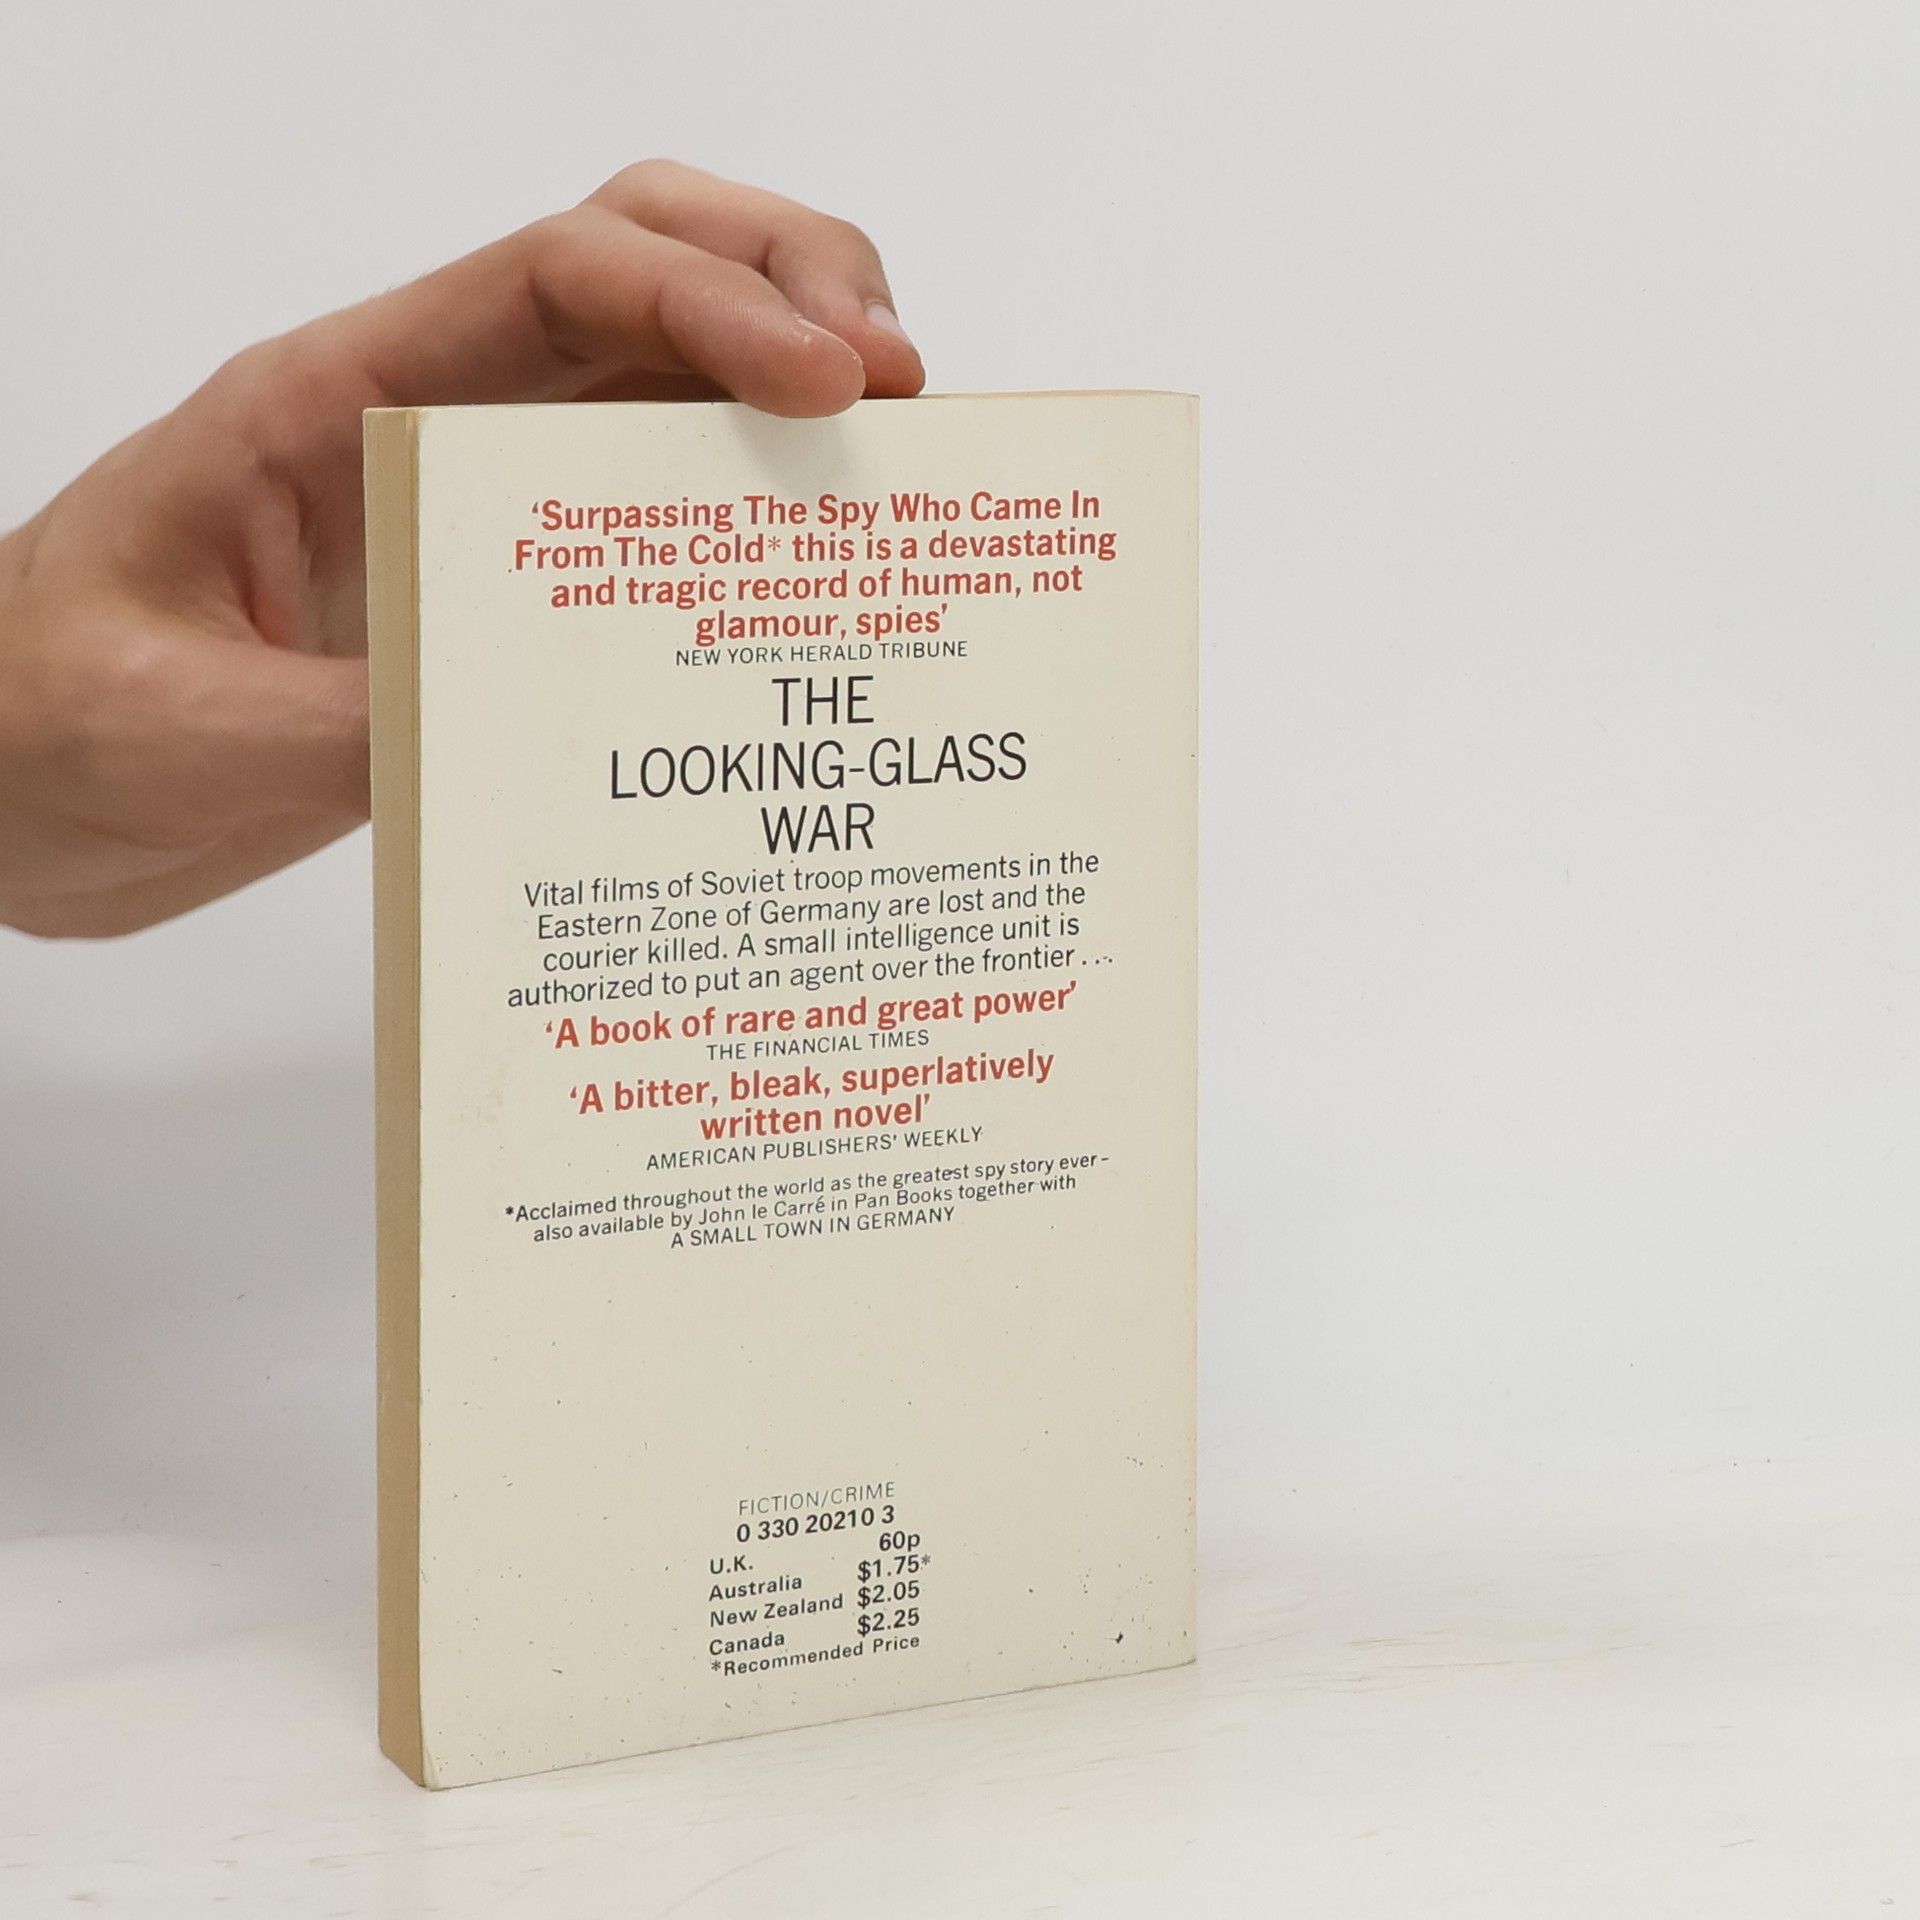 ‘Surpassing The Spy Who Came In
From The Cold* this is a devastating
and tragic record of human, not
glamour, spies’
NEW YORK HERALD TRIBUNE
THE
LOOKING-GLASS
WAR
Vital films of Soviet troop movements in the
Eastern Zone of Germany are lost and the
courier killed. A small intelligence unit is
authorized to put an agent over the frontier...
‘A book of rare and great power’
THE FINANCIAL TIMES
‘A bitter, bleak, superlatively
written novel’
AMERICAN PUBLISHERS’ WEEKLY
*Acclaimed throughout the world as the greatest spy story ever –
also available by John le Carré in Pan Books together with
A SMALL TOWN IN GERMANY
FICTION/CRIME
0 330 20210 3
U.K. 60p
Australia $1.75*
New Zealand $2.05
Canada $2.25
*Recommended Price